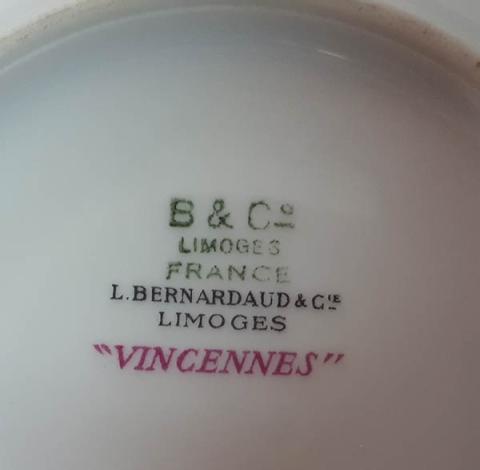 B & Cº
LIMOGES
FRANCE
L. BERNARDAUD & Cᴵᴱ
LIMOGES
"VINCENNES"